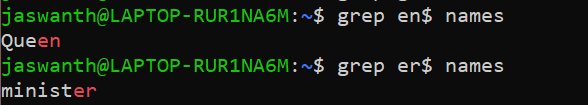 jaswanth@LAPTOP-RUR1NA6M:~$ grep en$ names
Queen
jaswanth@LAPTOP-RUR1NA6M:~$ grep er$ names
minister